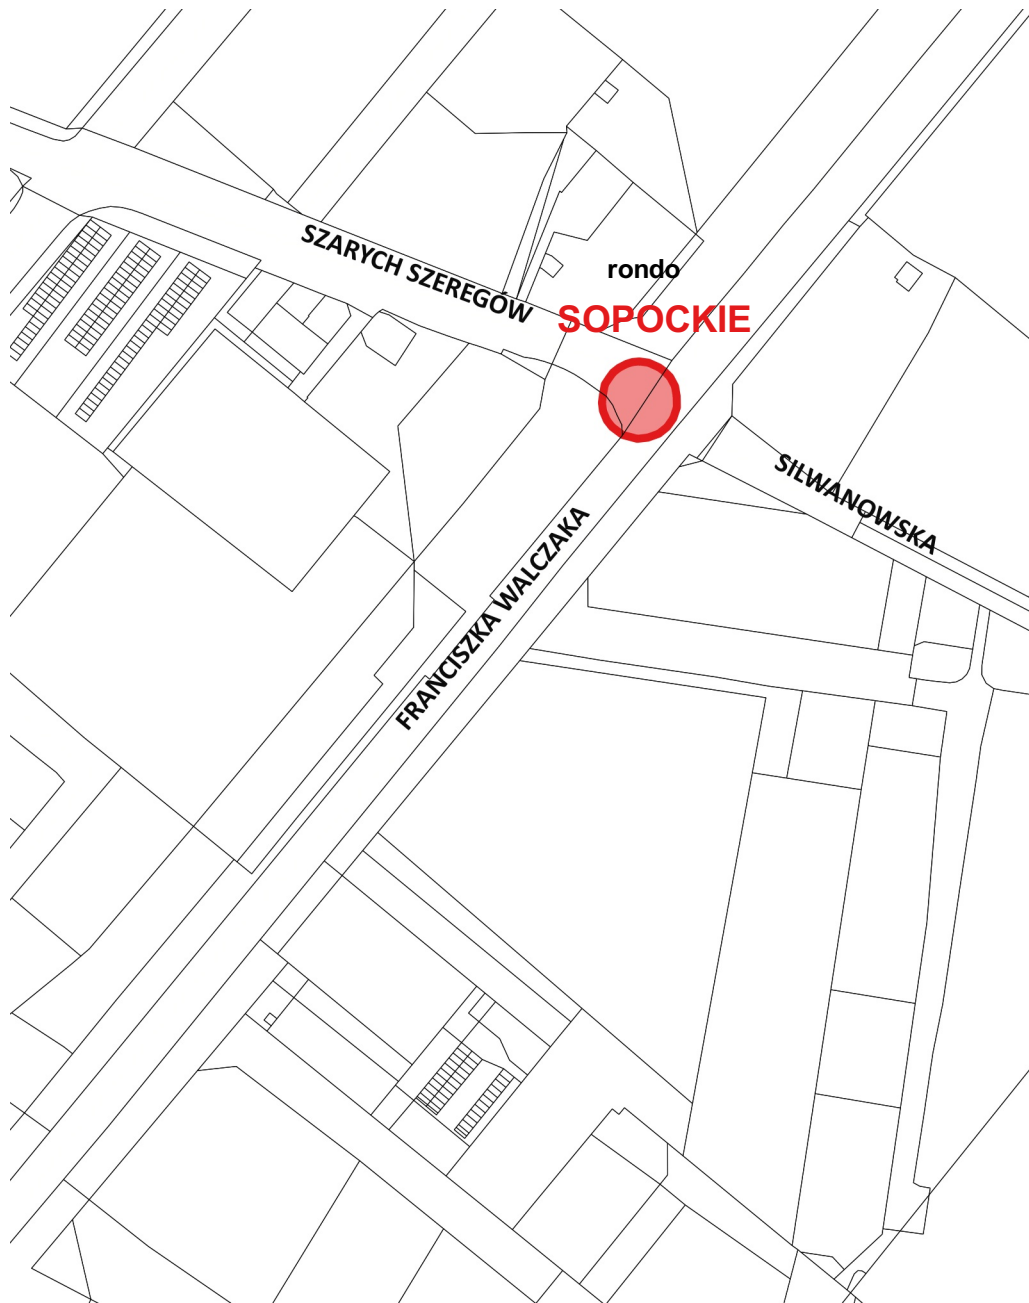 SZARYCH SZEREGÓW
rondo
SOPOCKIE
SILWANOWSKA
FRANCISZKA WALCZAKA